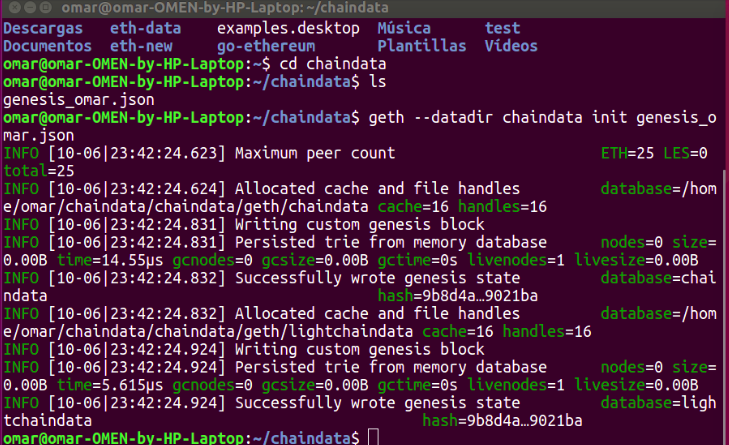 omar@omar-OMEN-by-HP-Laptop: ~/chaindata
Descargas eth-data examples.desktop Música test
Documentos eth-new go-ethereum Plantillas Vídeos
omar@omar-OMEN-by-HP-Laptop:~$ cd chaindata
omar@omar-OMEN-by-HP-Laptop:~/chaindata$ ls
genesis_omar.json
omar@omar-OMEN-by-HP-Laptop:~/chaindata$ geth --datadir chaindata init genesis_o
mar.json
INFO [10-06|23:42:24.623] Maximum peer count ETH=25 LES=0
total=25
INFO [10-06|23:42:24.624] Allocated cache and file handles database=/hom
e/omar/chaindata/chaindata/geth/chaindata cache=16 handles=16
INFO [10-06|23:42:24.831] Writing custom genesis block
INFO [10-06|23:42:24.831] Persisted trie from memory database nodes=0 size=
0.00B time=14.55µs gcnodes=0 gcsize=0.00B gctime=0s livenodes=1 livesize=0.00B
INFO [10-06|23:42:24.832] Successfully wrote genesis state database=chai
ndata hash=9b8d4a…9021ba
INFO [10-06|23:42:24.832] Allocated cache and file handles database=/hom
e/omar/chaindata/chaindata/geth/lightchaindata cache=16 handles=16
INFO [10-06|23:42:24.924] Writing custom genesis block
INFO [10-06|23:42:24.924] Persisted trie from memory database nodes=0 size=
0.00B time=5.615µs gcnodes=0 gcsize=0.00B gctime=0s livenodes=1 livesize=0.00B
INFO [10-06|23:42:24.924] Successfully wrote genesis state database=ligh
tchaindata hash=9b8d4a…9021ba
omar@omar-OMEN-by-HP-Laptop:~/chaindata$